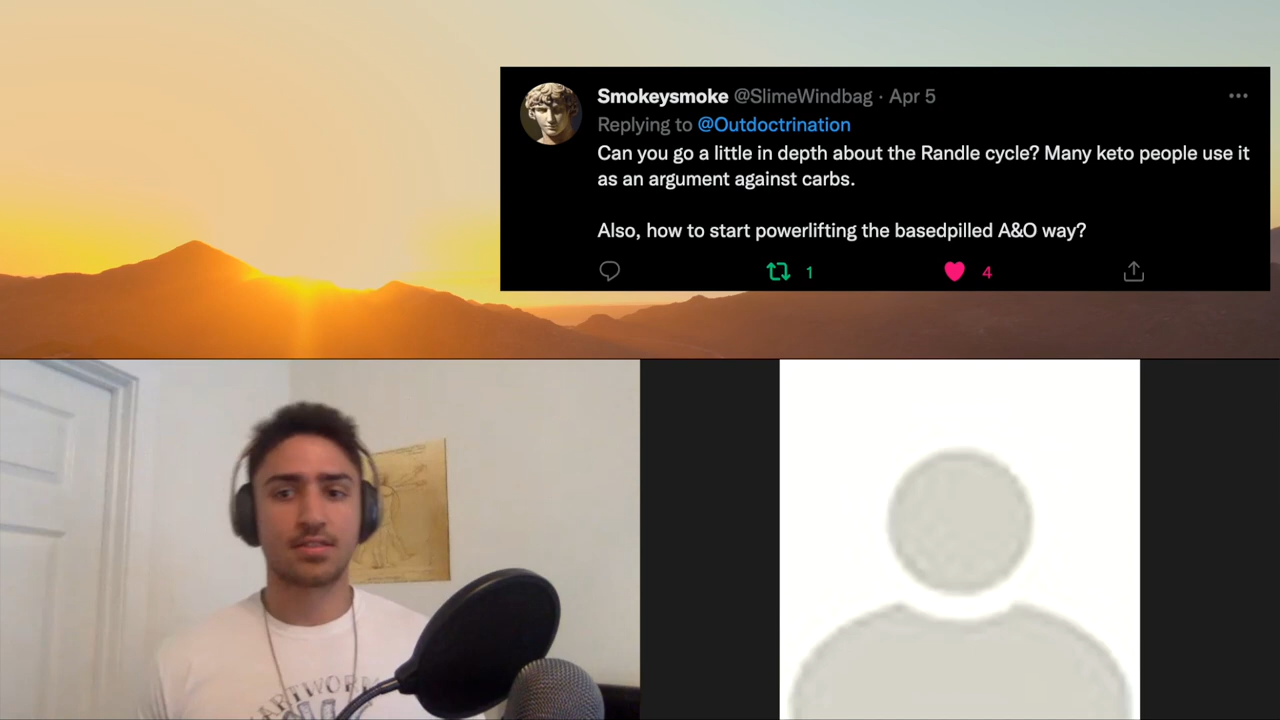 Smokeysmoke @SlimeWindbag · Apr 5
Replying to @Outdoctrination
Can you go a little in depth about the Randle cycle? Many keto people use it
as an argument against carbs.
Also, how to start powerlifting the basedpilled A&O way?
1 4